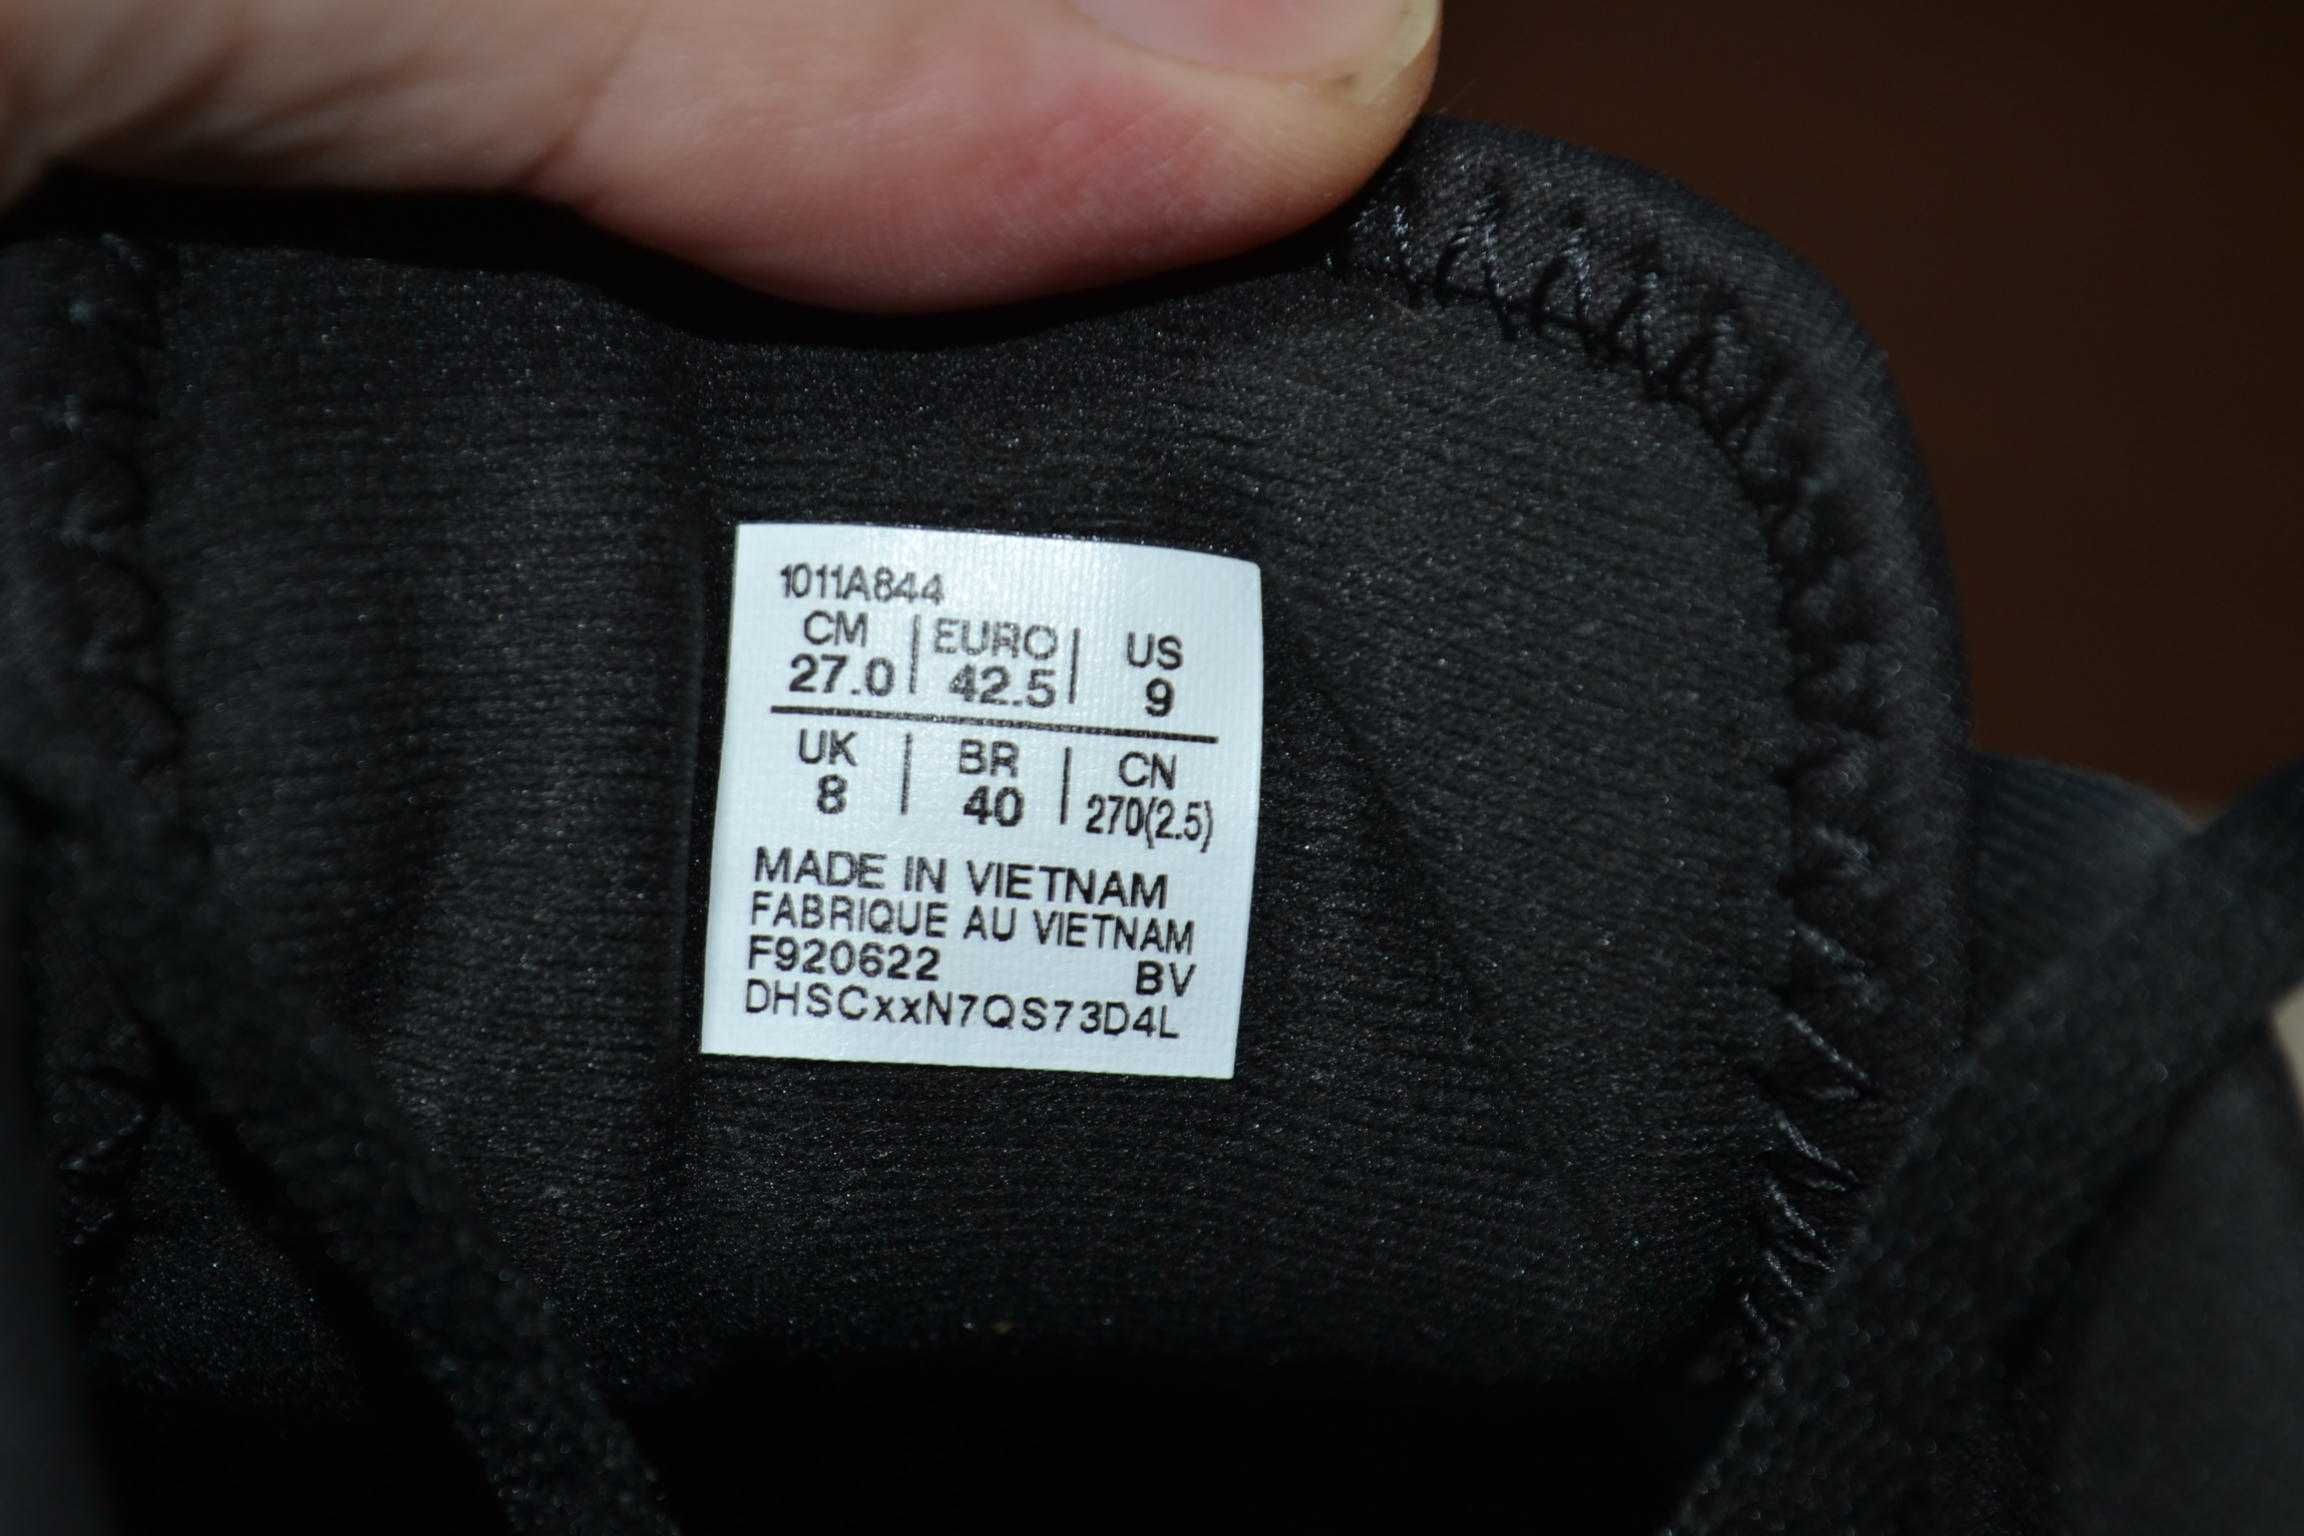 1011A844
CM | EURO | US
27.0 | 42.5 | 9
UK | BR | CN
8 | 40 | 270(2.5)
MADE IN VIETNAM
FABRIQUE AU VIETNAM
F920622 BV
DHSCxxN7QS73D4L